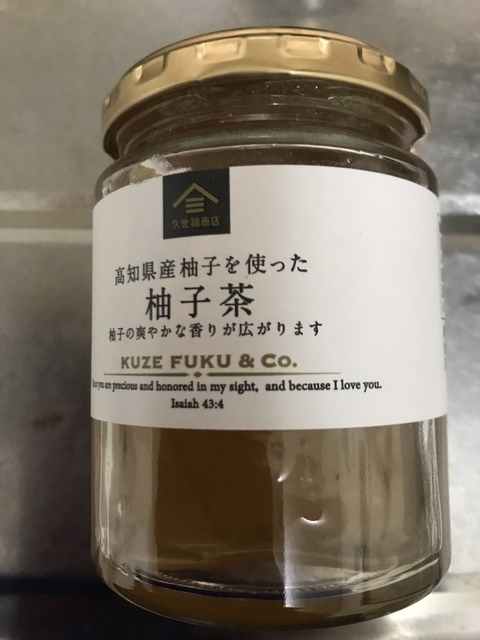 久世福商店
高知県産柚子を使った
柚子茶
柚子の爽やかな香りが広がります
KUZE FUKU & Co.
you are precious and honored in my sight, and because I love you.
Isaiah 43:4